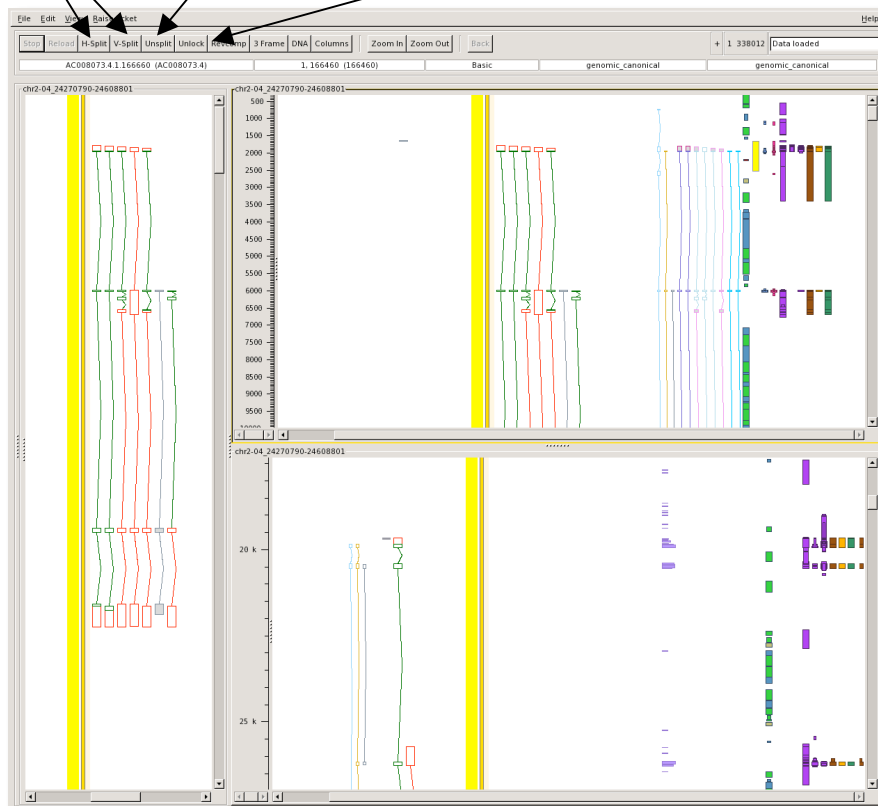 File Edit View Raise ticket Help
Stop Reload H-Split V-Split Unsplit Unlock Revcomp 3 Frame DNA Columns Zoom In Zoom Out Back + 1 338012 Data loaded
AC008073.4.1.166660 (AC008073.4) 1, 166460 (166460) Basic genomic_canonical genomic_canonical
chr2-04_24270790-24608801 chr2-04_24270790-24608801
500
1000
1500
2000
2500
3000
3500
4000
4500
5000
5500
6000
6500
7000
7500
8000
8500
9000
9500
10000
chr2-04_24270790-24608801
20 k
25 k